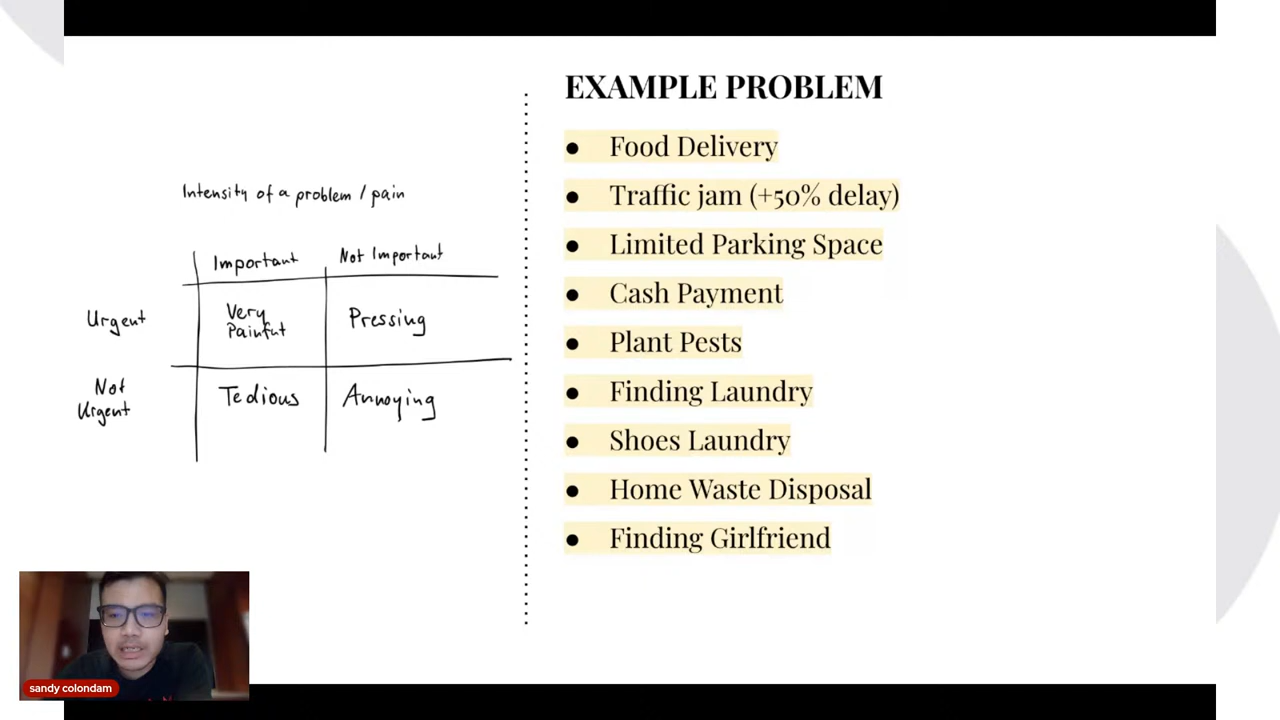 EXAMPLE PROBLEM
● Food Delivery
● Traffic jam (+50% delay)
● Limited Parking Space
● Cash Payment
● Plant Pests
● Finding Laundry
● Shoes Laundry
● Home Waste Disposal
● Finding Girlfriend
Intensity of a problem / pain
Important Not Important
Urgent Very Painful Pressing
Not Urgent Tedious Annoying
sandy colondam